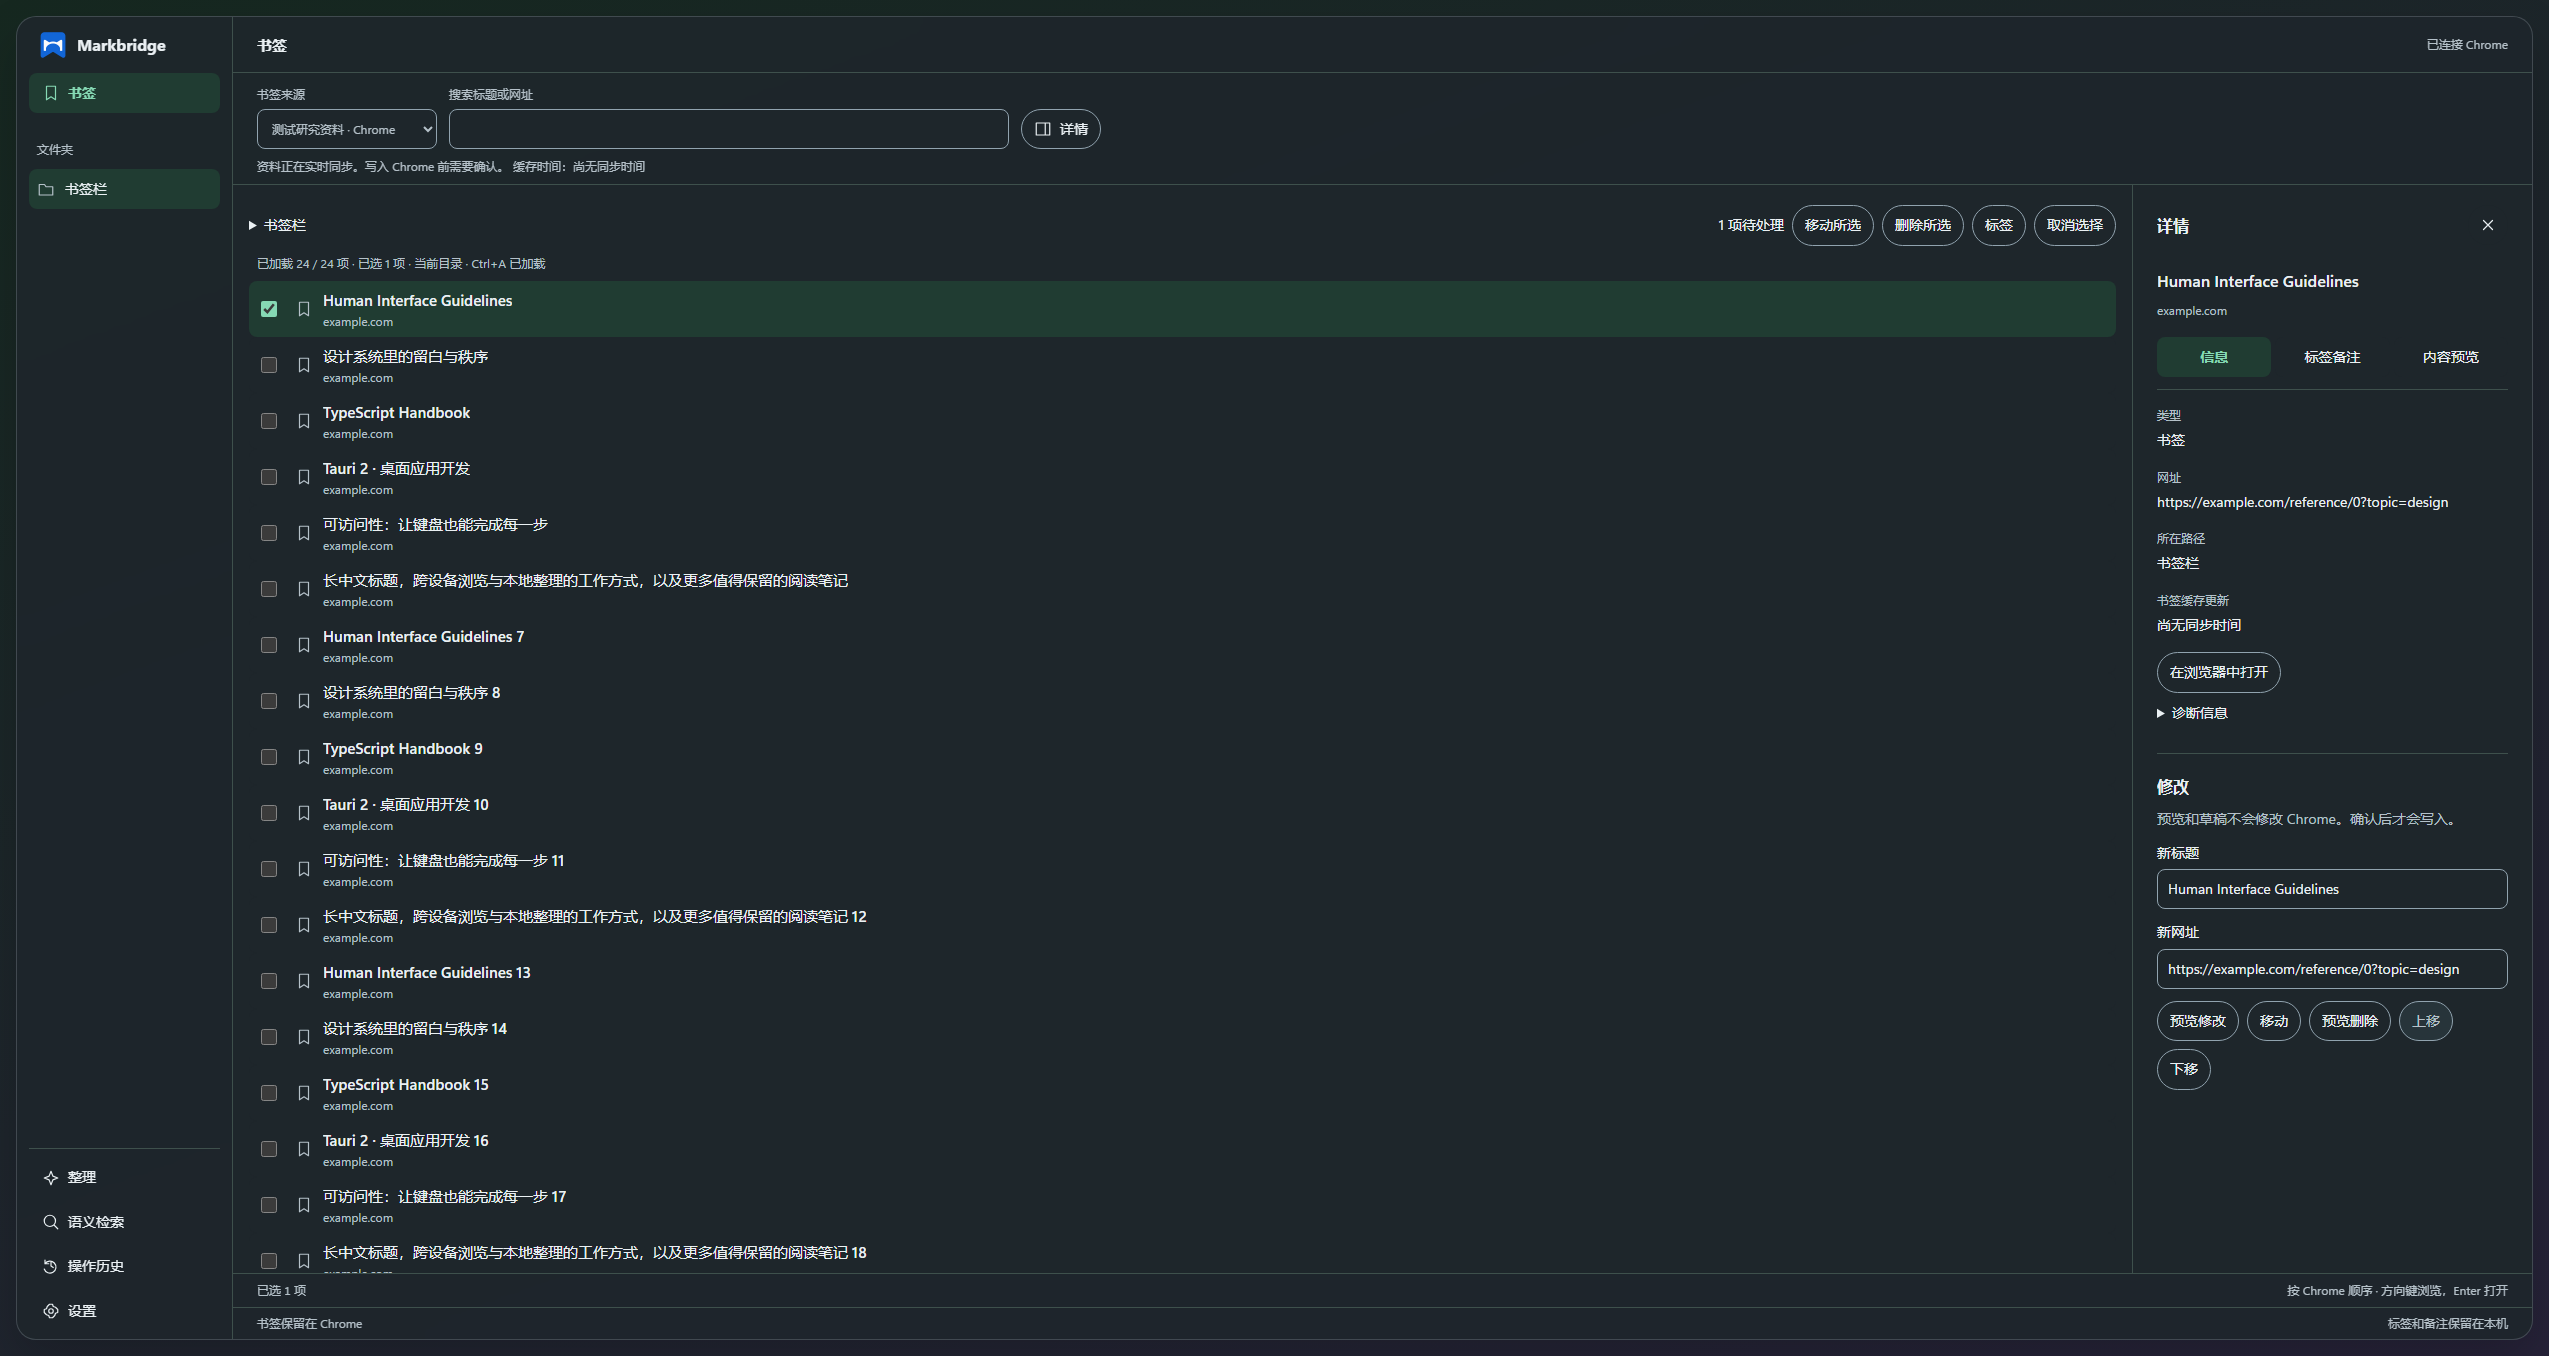 Markbridge
书签
文件夹
书签栏
整理
语义检索
操作历史
设置
书签
已连接 Chrome
书签来源
搜索标题或网址
测试研究资料 · Chrome
详情
资料正在实时同步。写入 Chrome 前需要确认。 缓存时间：尚无同步时间
书签栏
1 项待处理
移动所选
删除所选
标签
取消选择
已加载 24 / 24 项 · 已选 1 项 · 当前目录 · Ctrl+A 已加载
Human Interface Guidelines
example.com
设计系统里的留白与秩序
example.com
TypeScript Handbook
example.com
Tauri 2 · 桌面应用开发
example.com
可访问性：让键盘也能完成每一步
example.com
长中文标题，跨设备浏览与本地整理的工作方式，以及更多值得保留的阅读笔记
example.com
Human Interface Guidelines 7
example.com
设计系统里的留白与秩序 8
example.com
TypeScript Handbook 9
example.com
Tauri 2 · 桌面应用开发 10
example.com
可访问性：让键盘也能完成每一步 11
example.com
长中文标题，跨设备浏览与本地整理的工作方式，以及更多值得保留的阅读笔记 12
example.com
Human Interface Guidelines 13
example.com
设计系统里的留白与秩序 14
example.com
TypeScript Handbook 15
example.com
Tauri 2 · 桌面应用开发 16
example.com
可访问性：让键盘也能完成每一步 17
example.com
长中文标题，跨设备浏览与本地整理的工作方式，以及更多值得保留的阅读笔记 18
详情
Human Interface Guidelines
example.com
信息
标签备注
内容预览
类型
书签
网址
https://example.com/reference/0?topic=design
所在路径
书签栏
书签缓存更新
尚无同步时间
在浏览器中打开
诊断信息
修改
预览和草稿不会修改 Chrome。确认后才会写入。
新标题
Human Interface Guidelines
新网址
https://example.com/reference/0?topic=design
预览修改
移动
预览删除
上移
下移
已选 1 项
按 Chrome 顺序 · 方向键浏览，Enter 打开
书签保留在 Chrome
标签和备注保留在本机